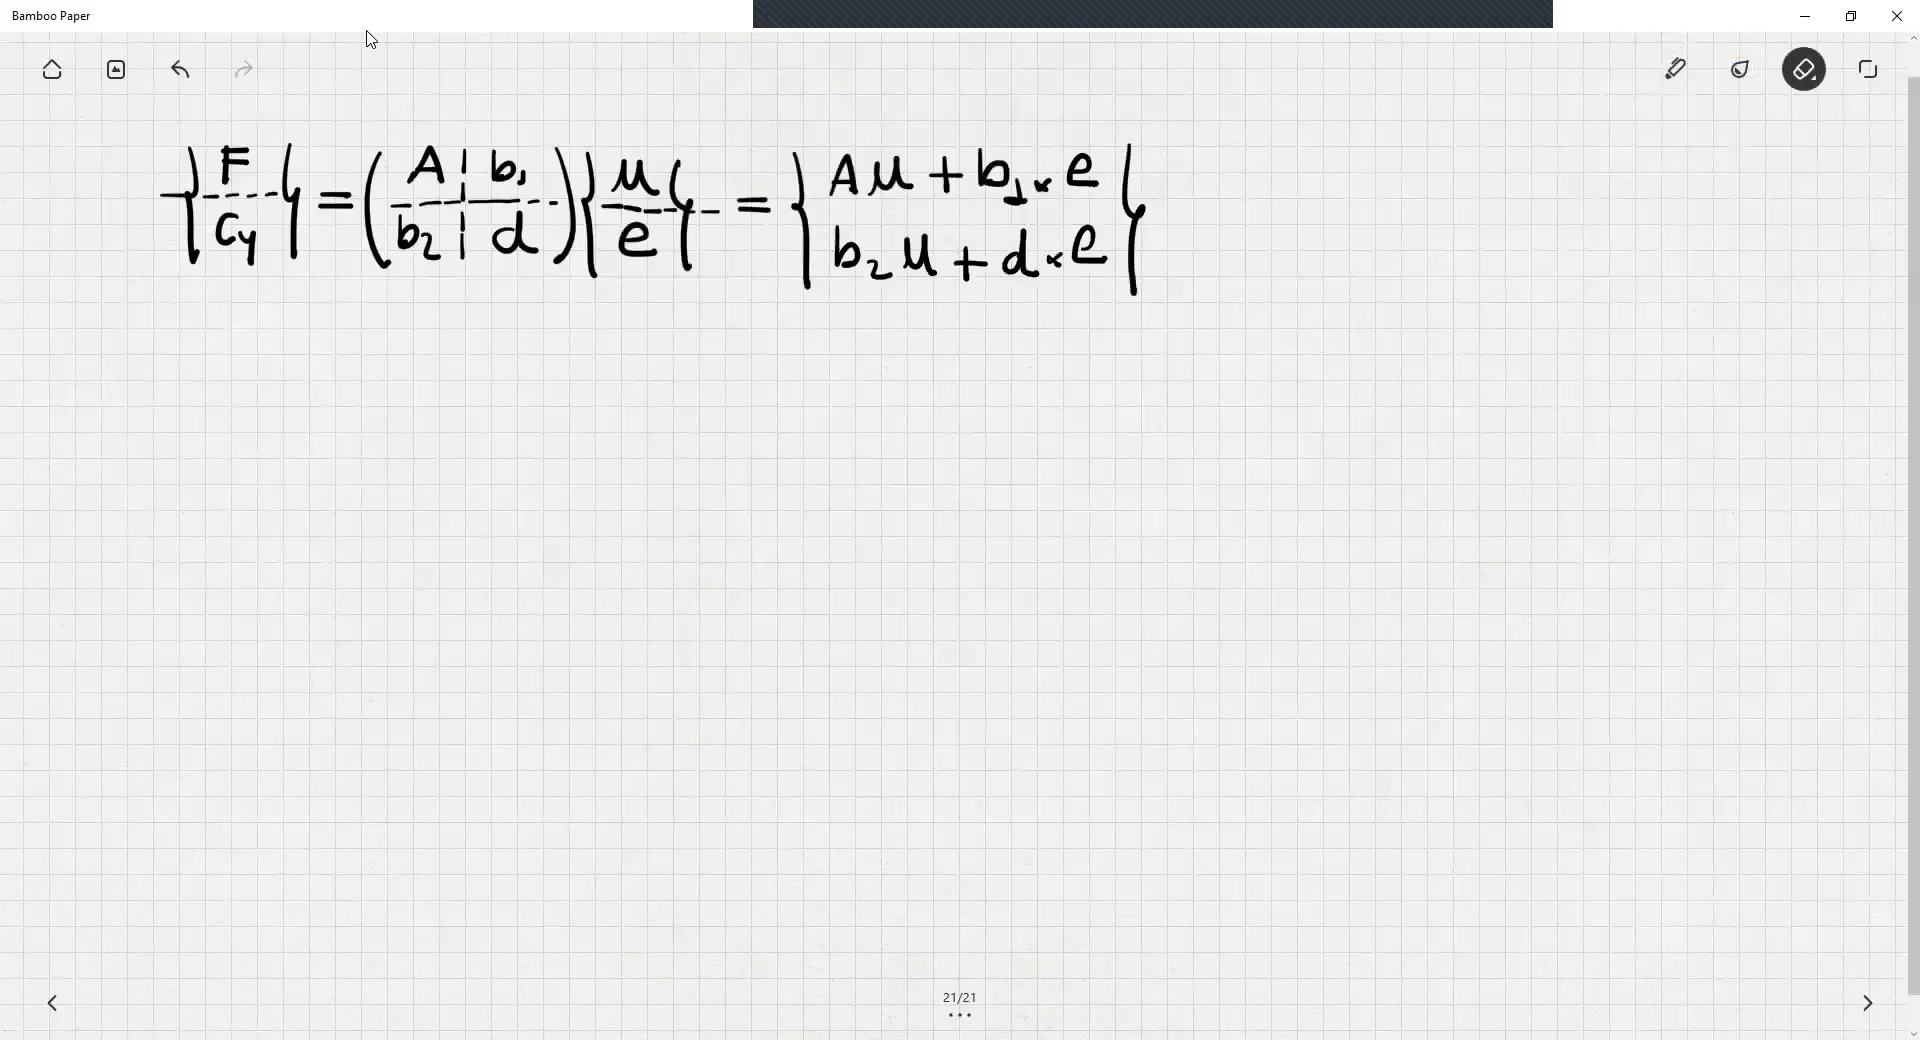 Bamboo Paper
{F / Cy} = (A b₁ / b₂ d) {u / e} = {Au + b₁ × e
b₂u + d × e}
21/21